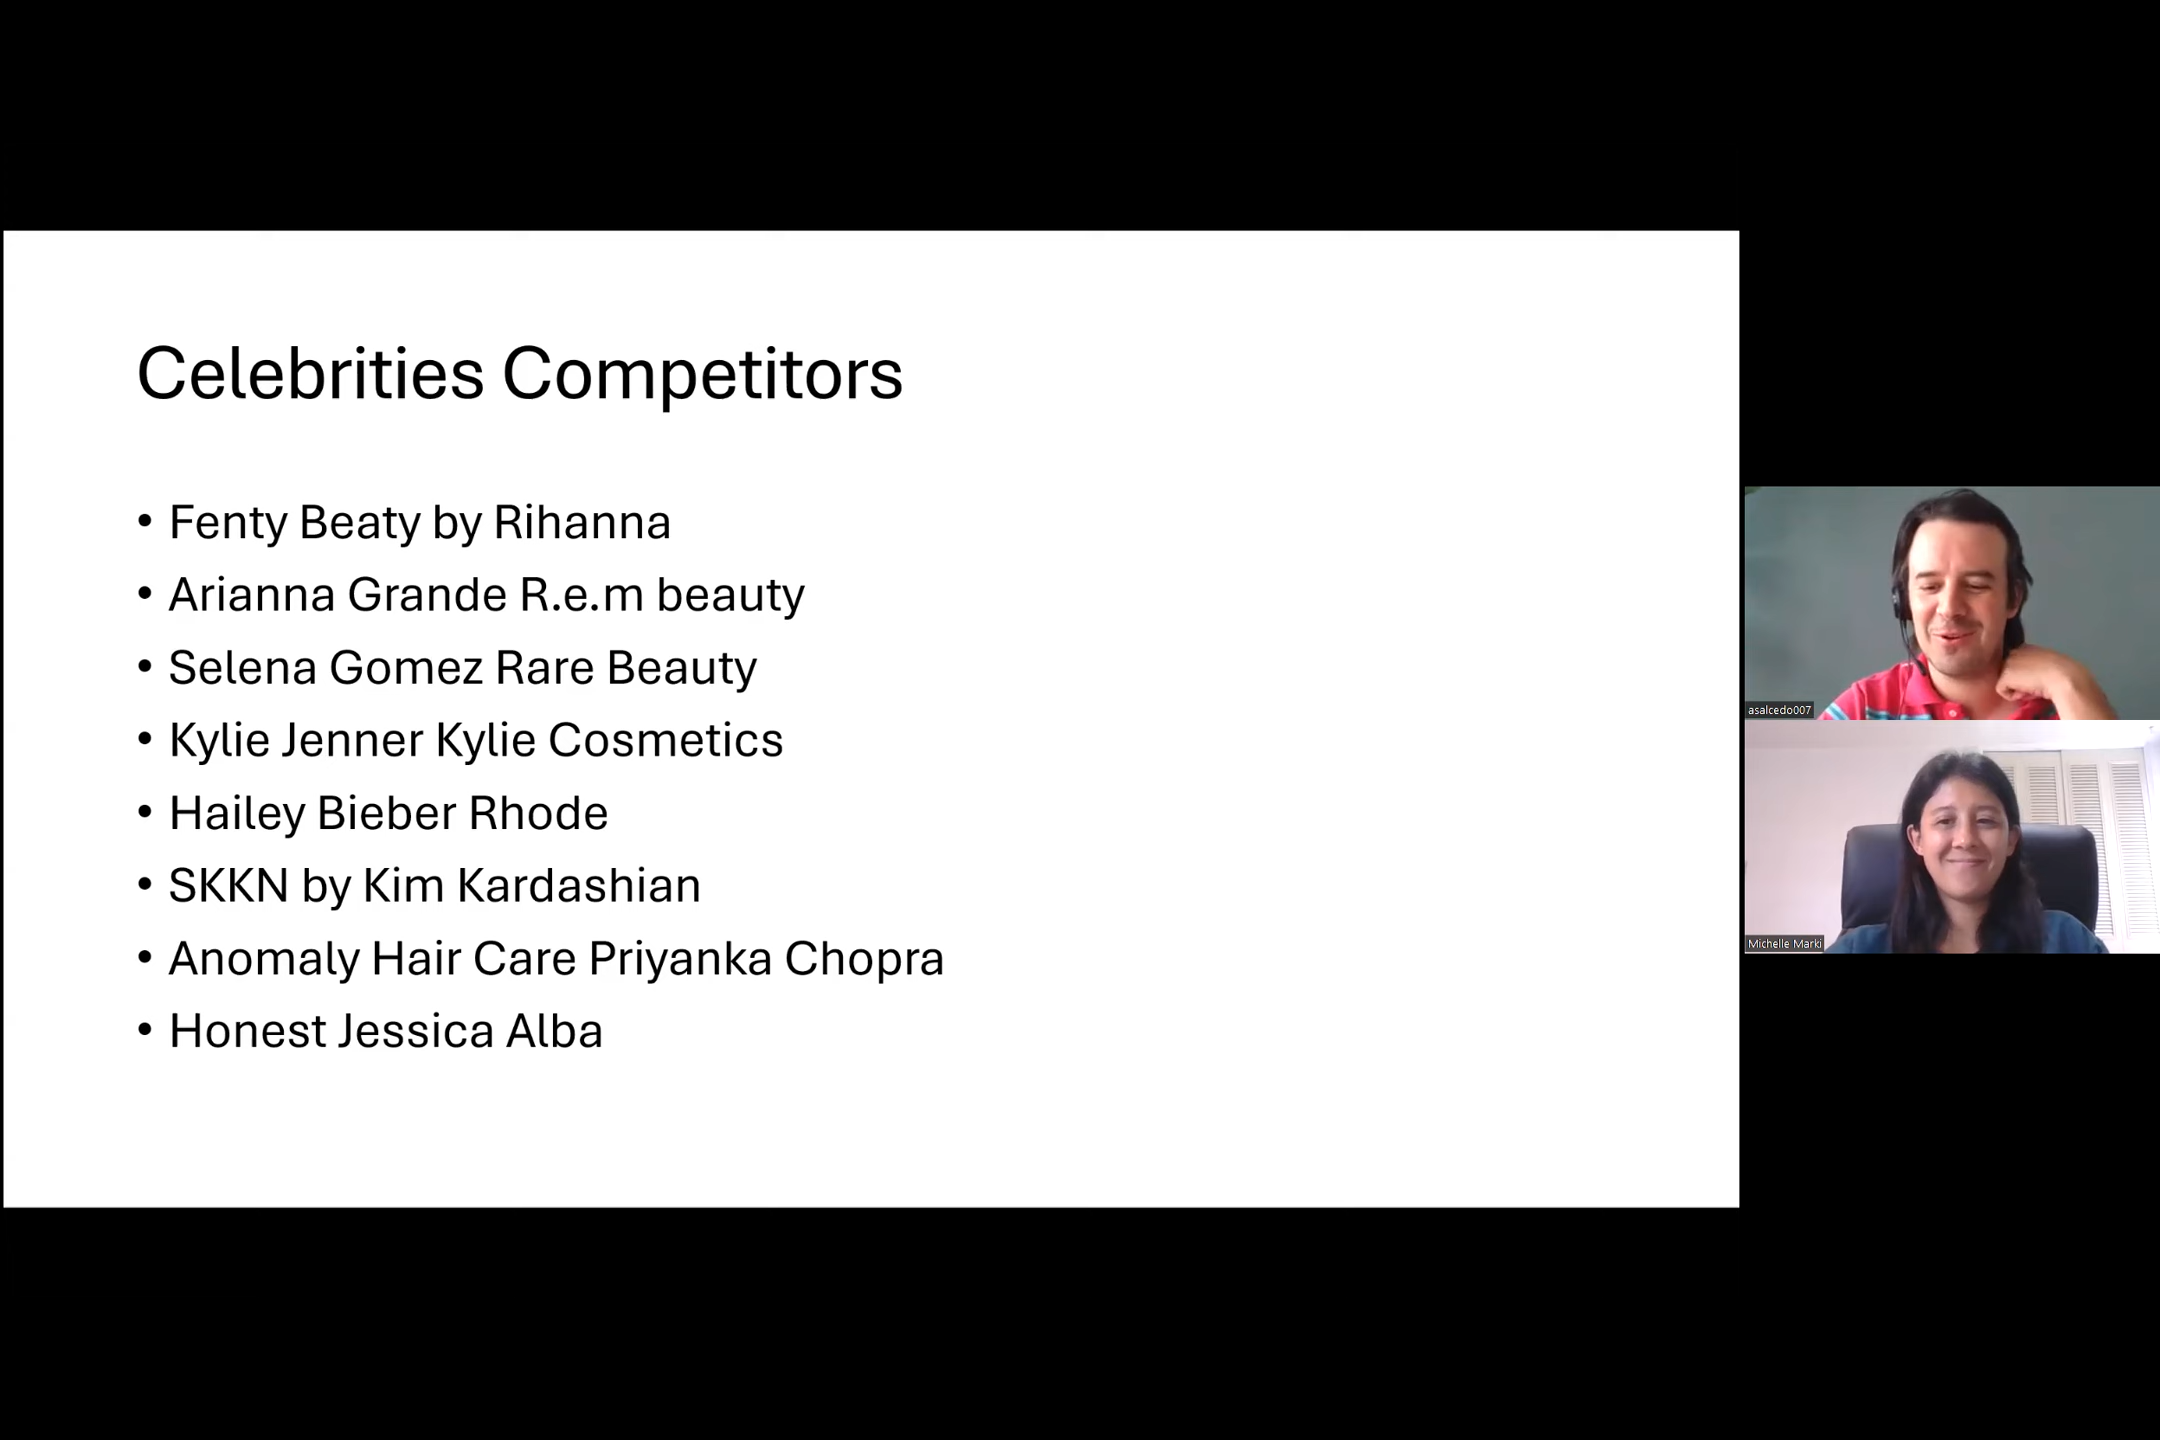 Celebrities Competitors
• Fenty Beaty by Rihanna
• Arianna Grande R.e.m beauty
• Selena Gomez Rare Beauty
• Kylie Jenner Kylie Cosmetics
• Hailey Bieber Rhode
• SKKN by Kim Kardashian
• Anomaly Hair Care Priyanka Chopra
• Honest Jessica Alba
asalcedo007
Michelle Marki